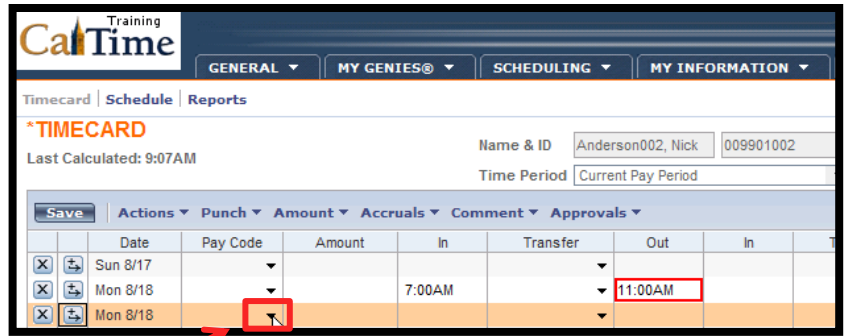 Training
CalTime
GENERAL MY GENIES® SCHEDULING MY INFORMATION
Timecard Schedule Reports
*TIMECARD
Last Calculated: 9:07AM
Name & ID Anderson002, Nick 009901002
Time Period Current Pay Period
Save Actions Punch Amount Accruals Comment Approvals
Date Pay Code Amount In Transfer Out In T
Sun 8/17
Mon 8/18 7:00AM 11:00AM
Mon 8/18